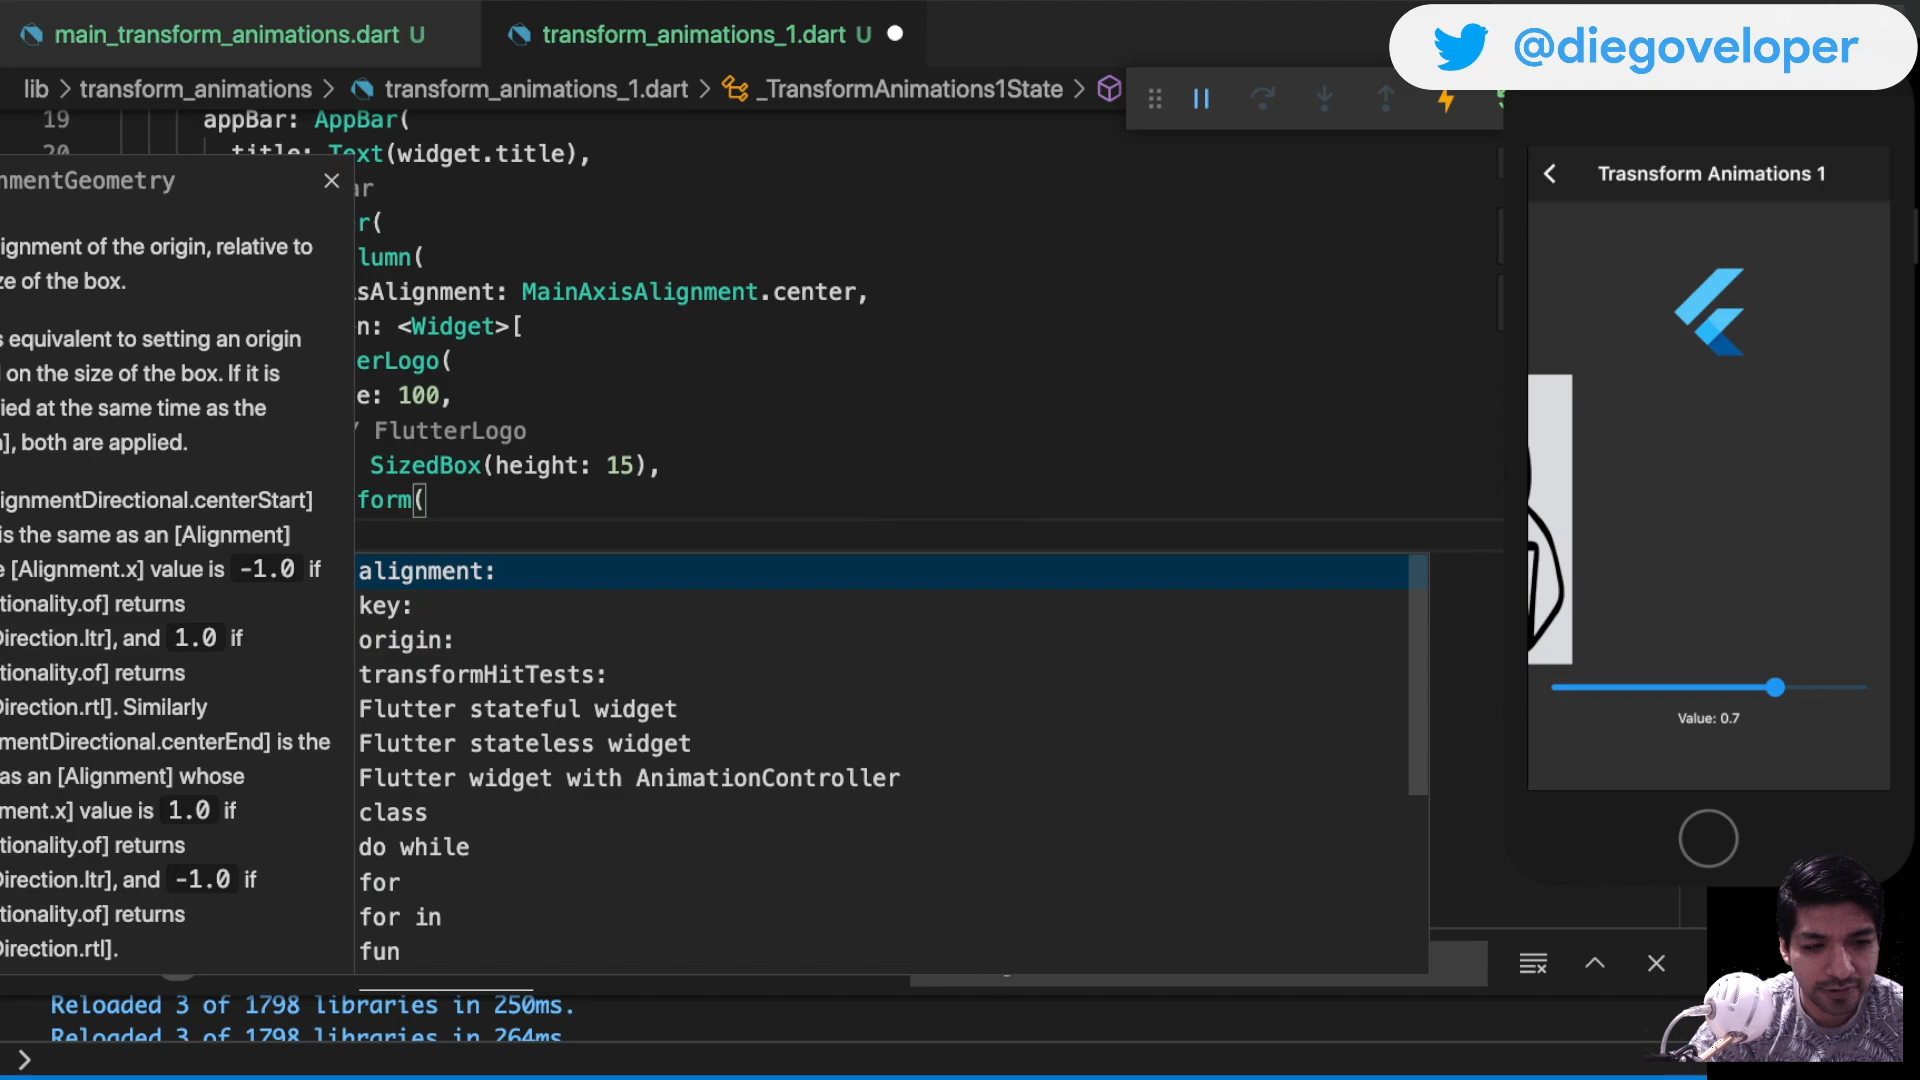 main_transform_animations.dart U
transform_animations_1.dart U
@diegoveloper
lib > transform_animations > transform_animations_1.dart > _TransformAnimations1State >
19 appBar: AppBar(
20 title: Text(widget.title),
nmentGeometry
ar
r(
ignment of the origin, relative to
lumn(
ze of the box.
sAlignment: MainAxisAlignment.center,
n: <Widget>[
s equivalent to setting an origin
erLogo(
on the size of the box. If it is
e: 100,
ied at the same time as the
FlutterLogo
], both are applied.
SizedBox(height: 15),
ignmentDirectional.centerStart]
form(
is the same as an [Alignment]
e [Alignment.x] value is -1.0 if
tionality.of] returns
Direction.ltr], and 1.0 if
tionality.of] returns
Direction.rtl]. Similarly
mentDirectional.centerEnd] is the
as an [Alignment] whose
ment.x] value is 1.0 if
tionality.of] returns
Direction.ltr], and -1.0 if
tionality.of] returns
Direction.rtl].
alignment:
key:
origin:
transformHitTests:
Flutter stateful widget
Flutter stateless widget
Flutter widget with AnimationController
class
do while
for
for in
fun
Trasnsform Animations 1
Value: 0.7
Reloaded 3 of 1798 libraries in 250ms.
Reloaded 3 of 1798 libraries in 264ms